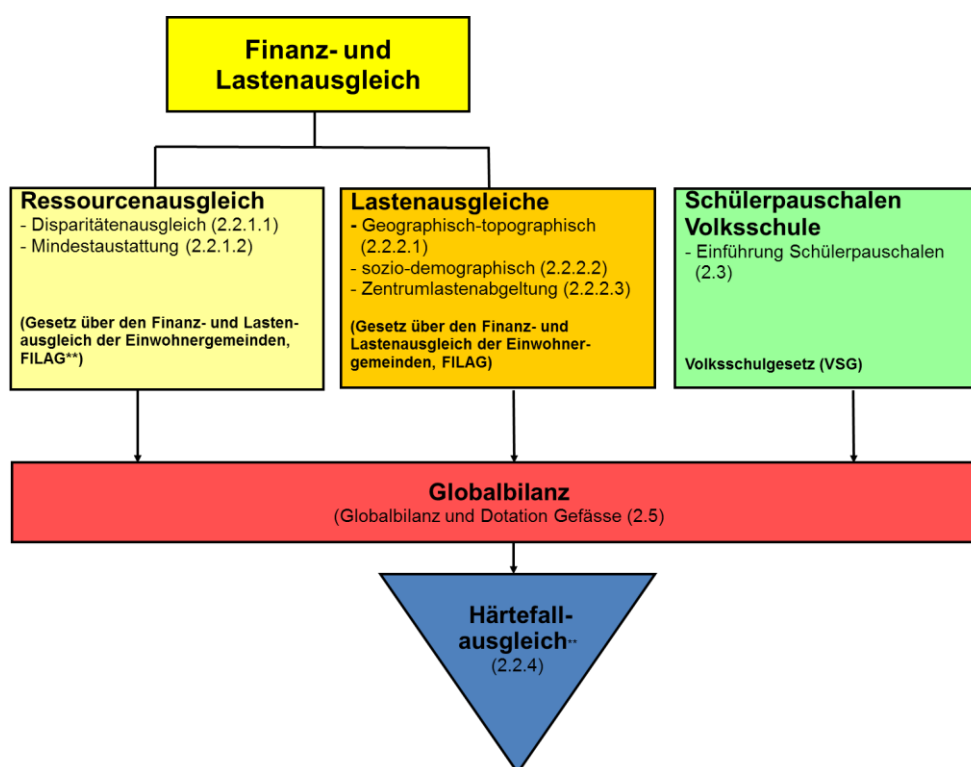 Finanz- und
Lastenausgleich
Ressourcenausgleich
- Disparitätenausgleich (2.2.1.1)
- Mindestaustattung (2.2.1.2)
(Gesetz über den Finanz- und Lasten-
ausgleich der Einwohnergemeinden,
FILAG**)
Lastenausgleiche
- Geographisch-topographisch
(2.2.2.1)
- sozio-demographisch (2.2.2.2)
- Zentrumlastenabgeltung (2.2.2.3)
(Gesetz über den Finanz- und
Lastenausgleich der Einwohner-
gemeinden, FILAG)
Schülerpauschalen
Volksschule
- Einführung Schülerpauschalen
(2.3)
Volksschulgesetz (VSG)
Globalbilanz
(Globalbilanz und Dotation Gefässe (2.5)
Härtefall-
ausgleich**
(2.2.4)